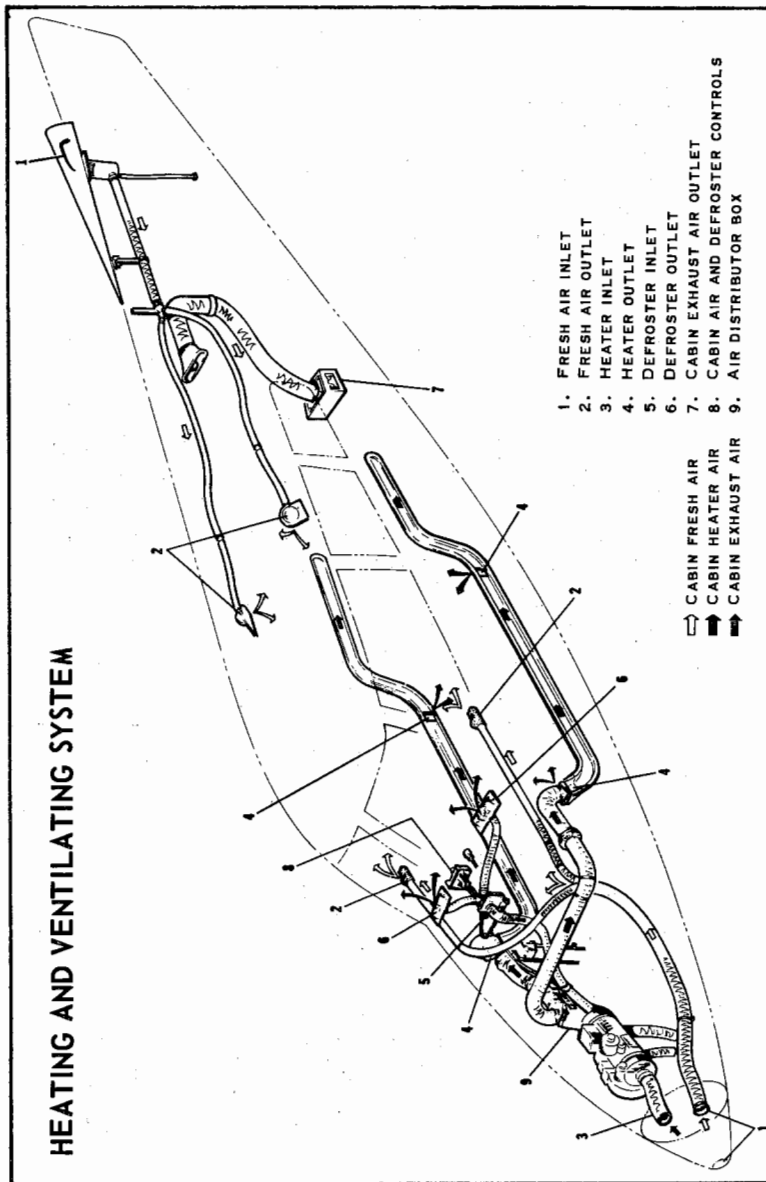 HEATING AND VENTILATING SYSTEM
1
2
7
4
2
6
4
4
8
2
6
5
4
9
3
1
1. FRESH AIR INLET
2. FRESH AIR OUTLET
3. HEATER INLET
4. HEATER OUTLET
5. DEFROSTER INLET
6. DEFROSTER OUTLET
7. CABIN EXHAUST AIR OUTLET
8. CABIN AIR AND DEFROSTER CONTROLS
9. AIR DISTRIBUTOR BOX
CABIN FRESH AIR
CABIN HEATER AIR
CABIN EXHAUST AIR